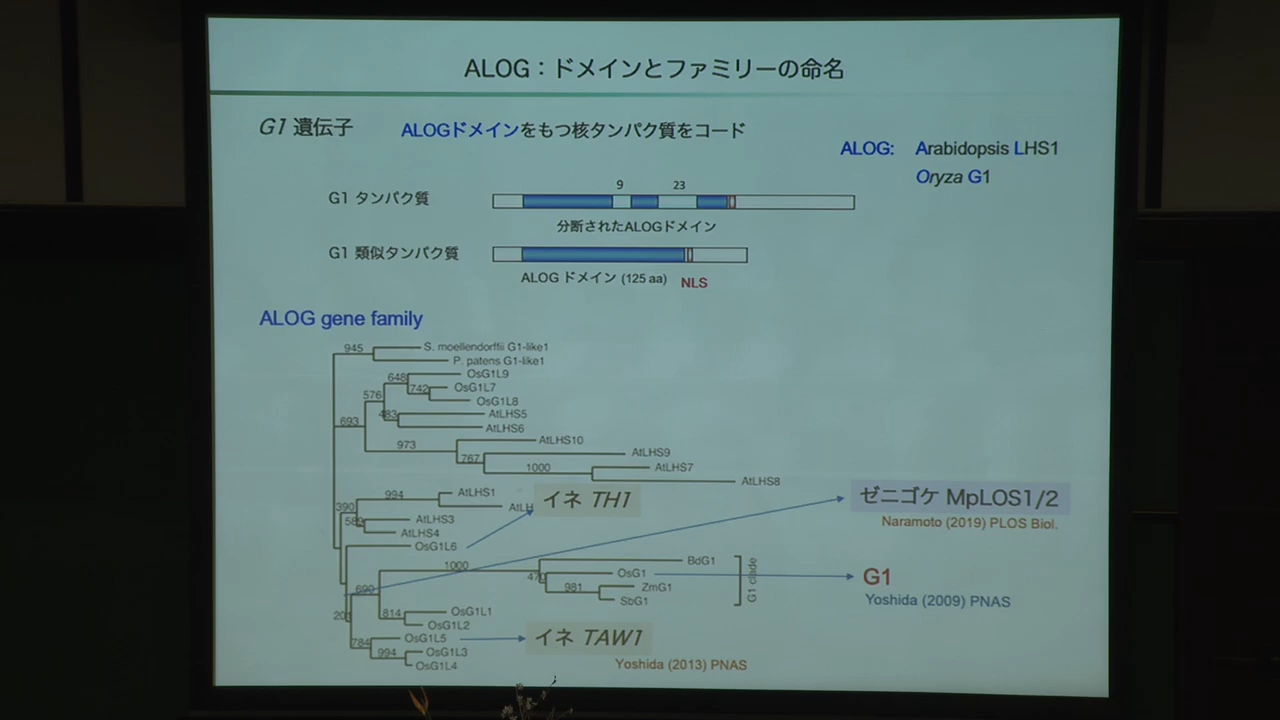 ALOG：ドメインとファミリーの命名
G1 遺伝子 ALOGドメインをもつ核タンパク質をコード
ALOG: Arabidopsis LHS1
Oryza G1
9 23
G1 タンパク質
分断されたALOGドメイン
G1 類似タンパク質
ALOG ドメイン (125 aa) NLS
ALOG gene family
945 S. moellendorffii G1-like1
P. patens G1-like1
648 OsG1L9
742 OsG1L7
576 OsG1L8
483 AtLHS5
693 AtLHS6
973 AtLHS10
767 AtLHS9
1000 AtLHS7
AtLHS8
994 AtLHS1
イネ TH1
ゼニゴケ MpLOS1/2
Naramoto (2019) PLOS Biol.
390
AtLHS3
AtLHS4
OsG1L6
1000 BdG1
OsG1
981 ZmG1
SbG1
G1 clade
G1
Yoshida (2009) PNAS
690
814 OsG1L1
OsG1L2
784 OsG1L5 イネ TAW1
994 OsG1L3
OsG1L4
Yoshida (2013) PNAS